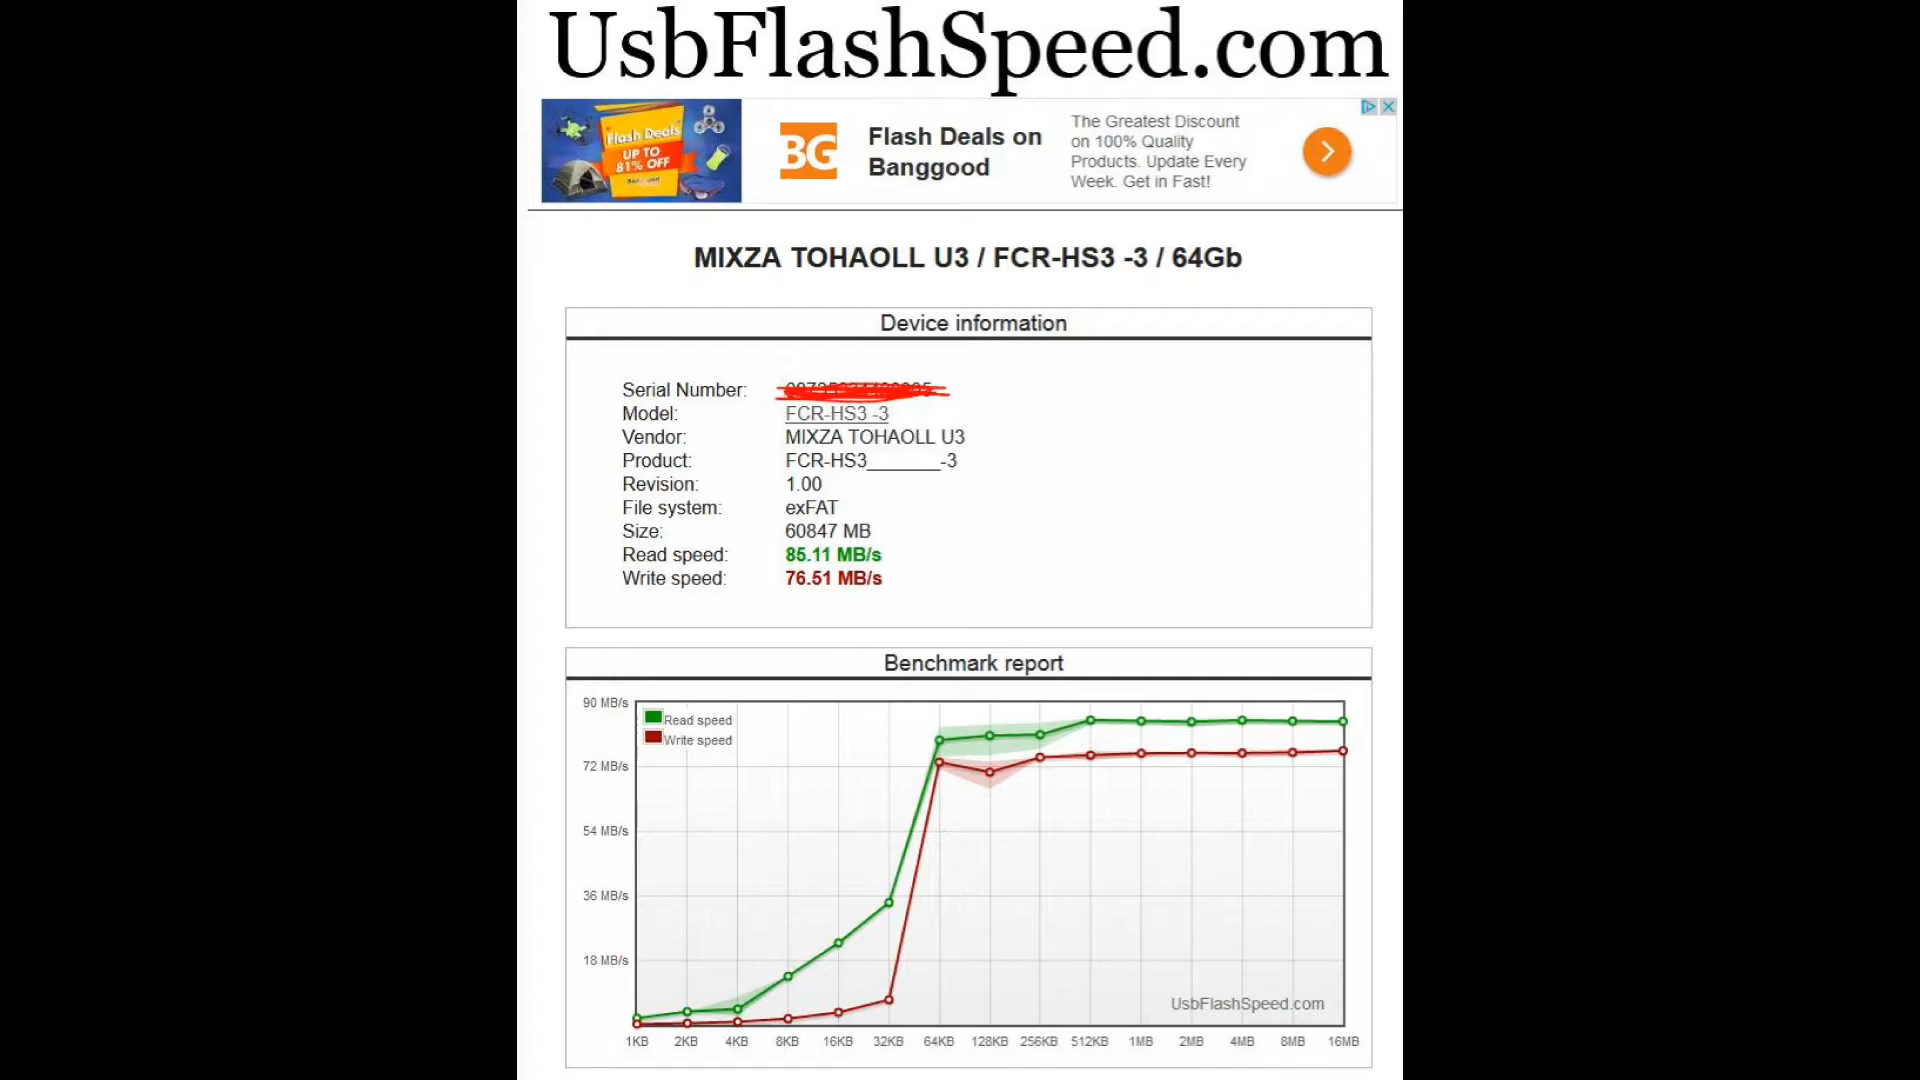 UsbFlashSpeed.com
Flash Deals
UP TO
81% OFF
BG
Flash Deals on
Banggood
The Greatest Discount
on 100% Quality
Products. Update Every
Week. Get in Fast!
MIXZA TOHAOLL U3 / FCR-HS3 -3 / 64Gb
Device information
Serial Number:
Model: FCR-HS3 -3
Vendor: MIXZA TOHAOLL U3
Product: FCR-HS3_______-3
Revision: 1.00
File system: exFAT
Size: 60847 MB
Read speed: 85.11 MB/s
Write speed: 76.51 MB/s
Benchmark report
90 MB/s
Read speed
Write speed
72 MB/s
54 MB/s
36 MB/s
18 MB/s
UsbFlashSpeed.com
1KB 2KB 4KB 8KB 16KB 32KB 64KB 128KB 256KB 512KB 1MB 2MB 4MB 8MB 16MB